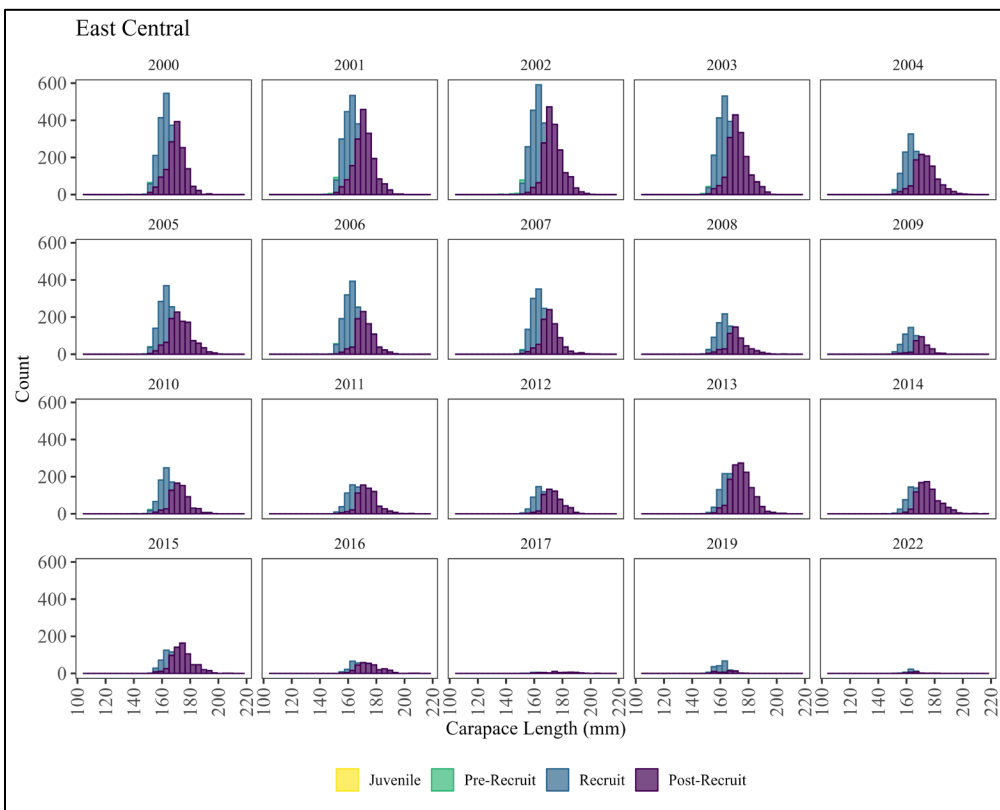 East Central
2000 2001 2002 2003 2004
600
400
200
0
2005 2006 2007 2008 2009
600
400
200
0
2010 2011 2012 2013 2014
600
400
200
0
2015 2016 2017 2019 2022
600
400
200
0
Count
100 120 140 160 180 200 220 100 120 140 160 180 200 220 100 120 140 160 180 200 220 100 120 140 160 180 200 220 100 120 140 160 180 200 220
Carapace Length (mm)
Juvenile Pre-Recruit Recruit Post-Recruit